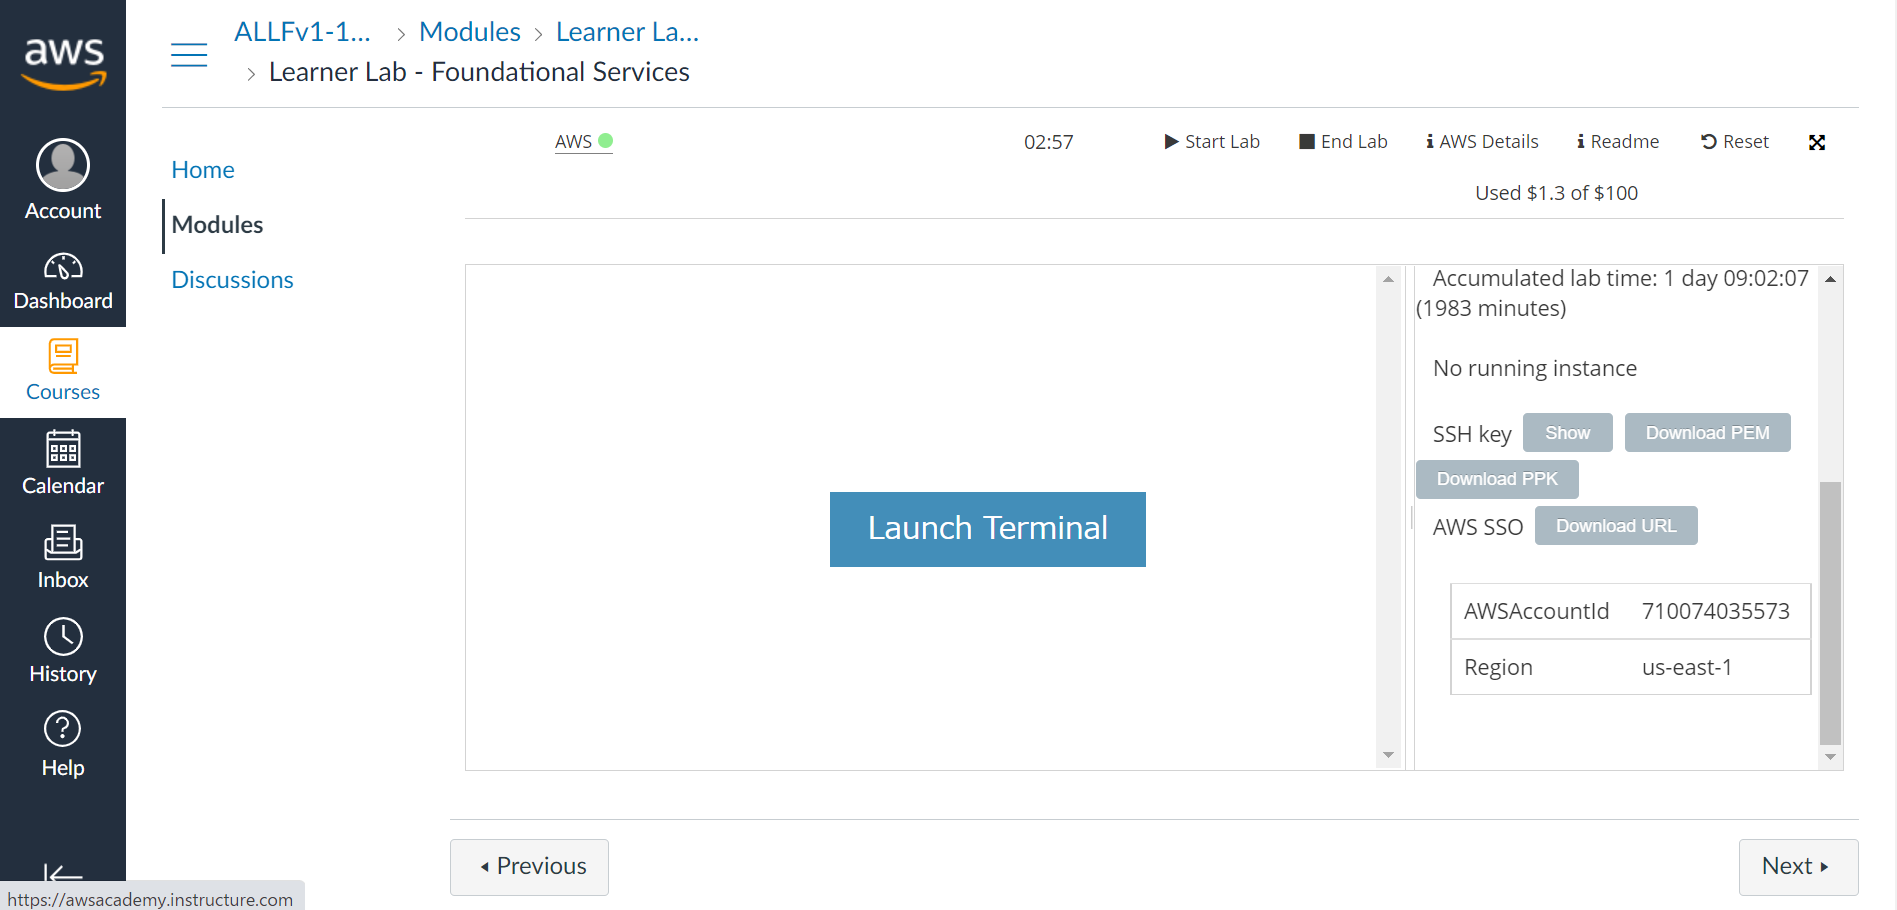 aws
Account
Dashboard
Courses
Calendar
Inbox
History
Help
https://awsacademy.instructure.com
ALLFv1-1... > Modules > Learner La...
> Learner Lab - Foundational Services
Home
Modules
Discussions
AWS
02:57
Start Lab
End Lab
i AWS Details
i Readme
Reset
Used $1.3 of $100
Launch Terminal
Accumulated lab time: 1 day 09:02:07
(1983 minutes)
No running instance
SSH key Show Download PEM
Download PPK
AWS SSO Download URL
AWSAccountId 710074035573
Region us-east-1
Previous
Next